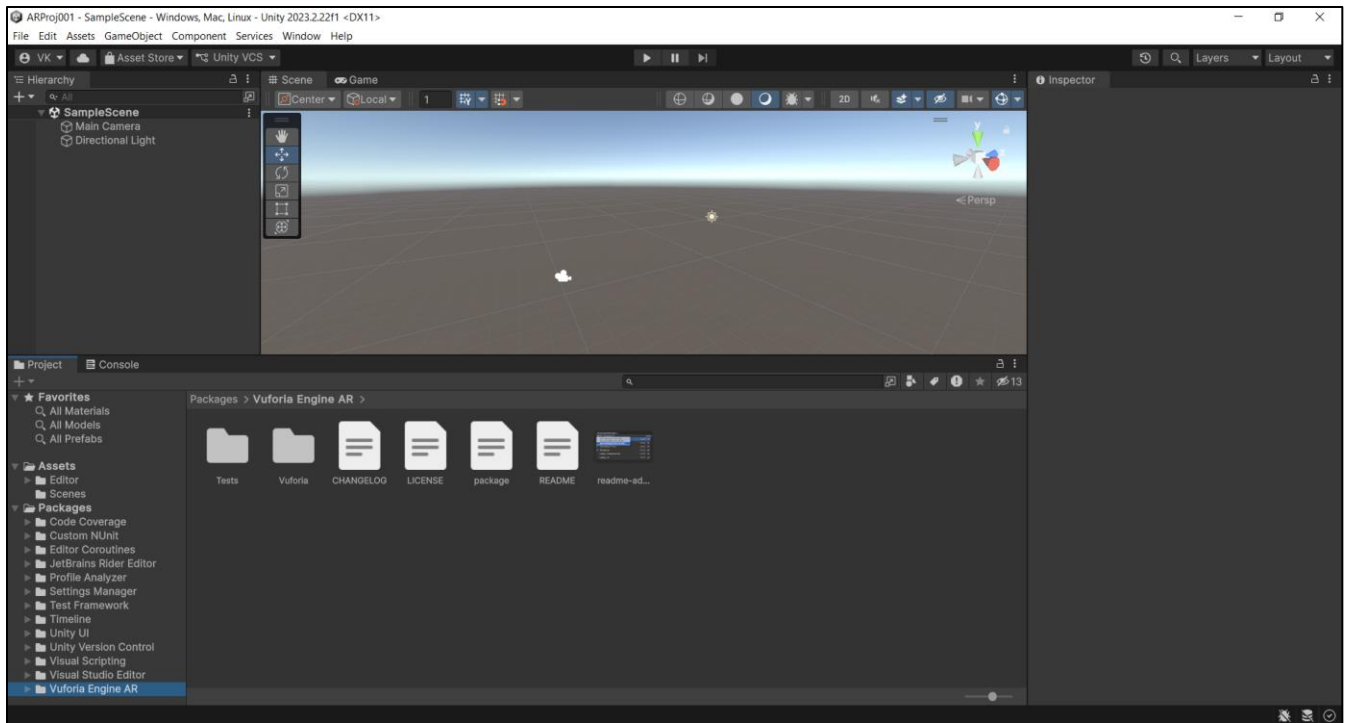 ARProj001 - SampleScene - Windows, Mac, Linux - Unity 2023.2.22f1 <DX11>
File Edit Assets GameObject Component Services Window Help
VK Asset Store Unity VCS Layers Layout
Hierarchy
All
SampleScene
Main Camera
Directional Light
Scene Game
Center Local 1 2D
y
Persp
Inspector
Project Console
13
Favorites
All Materials
All Models
All Prefabs
Assets
Editor
Scenes
Packages
Code Coverage
Custom NUnit
Editor Coroutines
JetBrains Rider Editor
Profile Analyzer
Settings Manager
Test Framework
Timeline
Unity UI
Unity Version Control
Visual Scripting
Visual Studio Editor
Vuforia Engine AR
Packages > Vuforia Engine AR >
Tests Vuforia CHANGELOG LICENSE package README readme-ad...